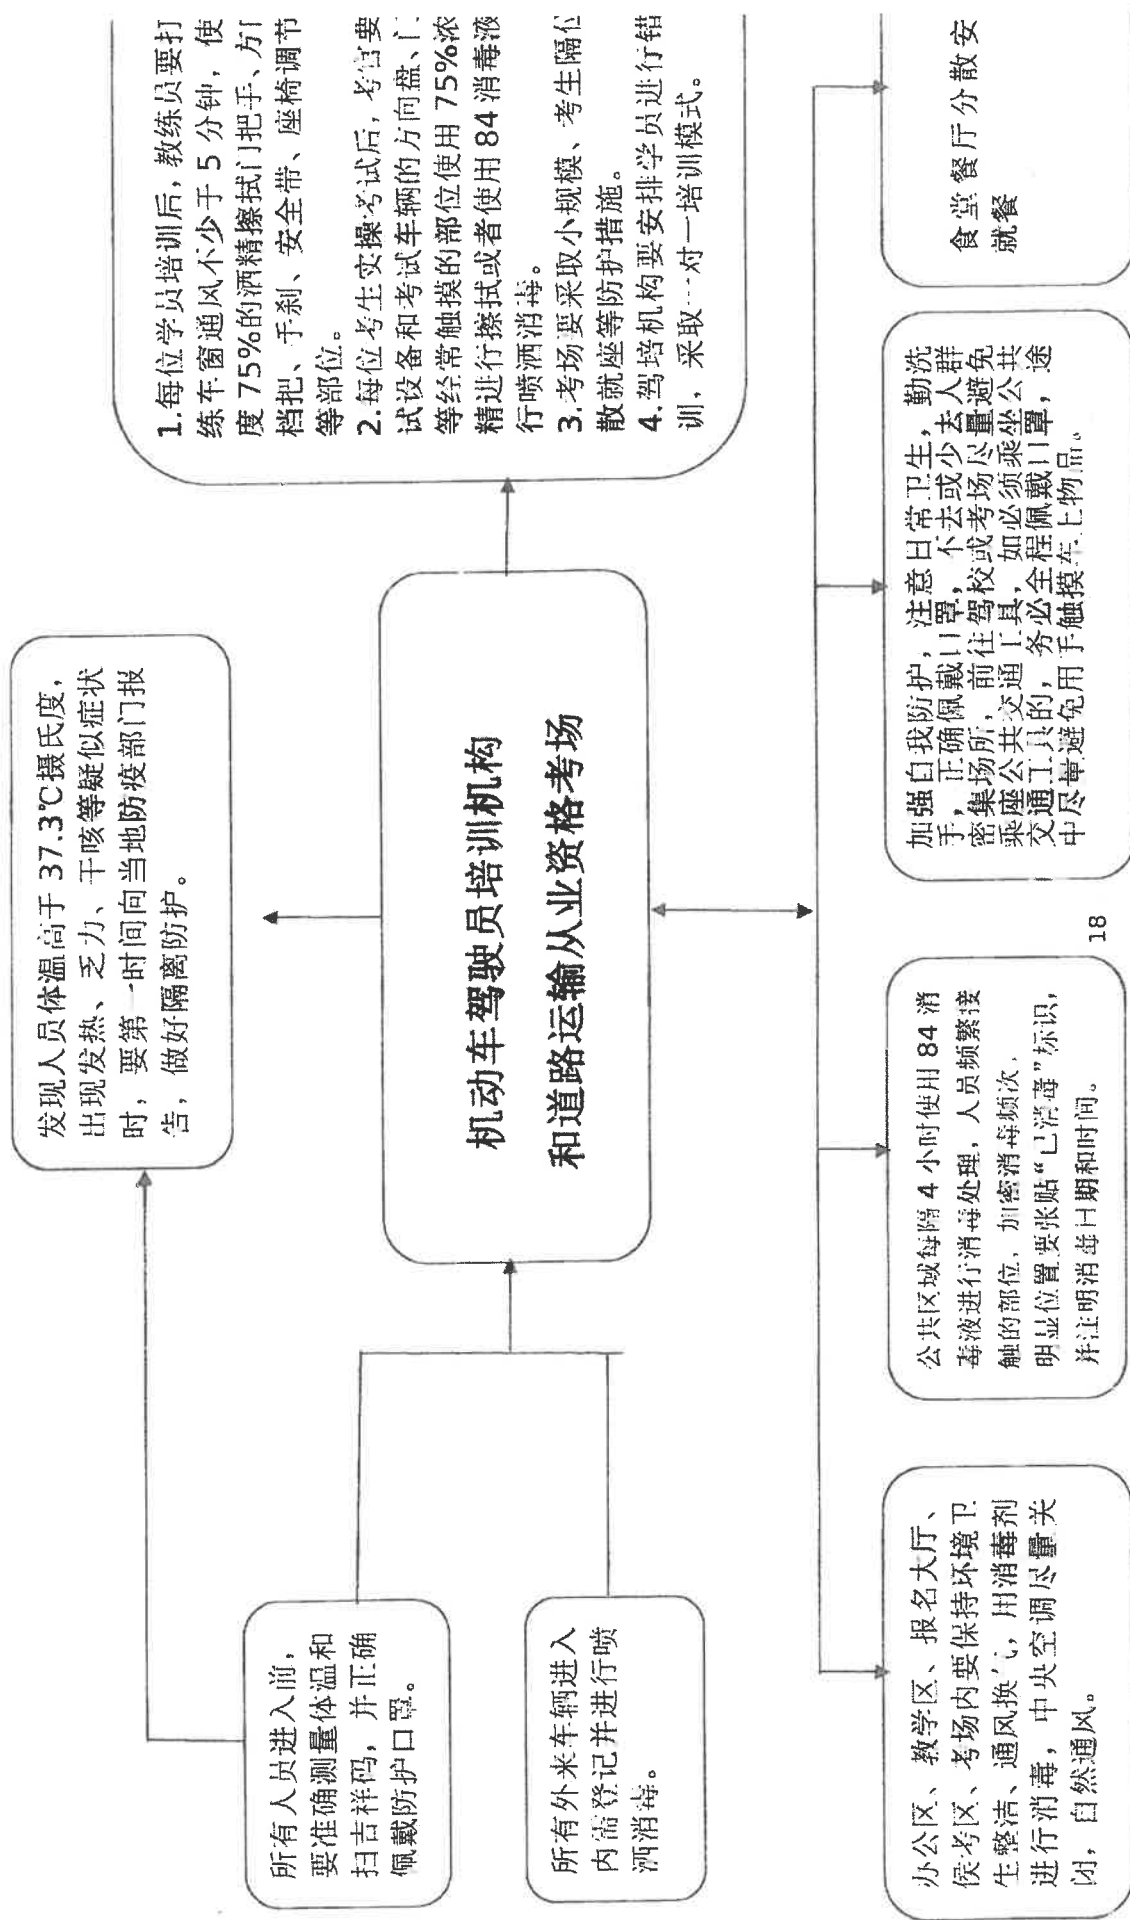 发现人员体温高于 37.3℃摄氏度,
出现发热、乏力、干咳等疑似症状
时，要第一时间向当地防疫部门报
告，做好隔离防护。
所有人员进入前，
要准确测量体温和
扫吉祥码，并正确
佩戴防护口罩。
所有外来车辆进入
内需登记并进行喷
洒消毒。
机动车驾驶员培训机构
和道路运输从业资格考场
1.每位学员培训后，教练员要打
练车窗通风不少于 5 分钟，使
度 75%的酒精擦拭门把手、方
档把、手刹、安全带、座椅调节
等部位。
2.每位考生实操考试后，考官要
试设备和考试车辆的方向盘、门
等经常触摸的部位使用 75%浓
精进行擦拭或者使用 84 消毒液
行喷洒消毒。
3.考场要采取小规模、考生隔位
散就座等防护措施。
4.驾培机构要安排学员进行错
训，采取一对一培训模式。
办公区、教学区、报名大厅、
侯考区、考场内要保持环境卫
生整洁、通风换气，用消毒剂
进行消毒，中央空调尽量关
闭，自然通风。
公共区域每隔 4 小时使用 84 消
毒液进行消毒处理，人员频繁接
触的部位，加密消毒频次，
明显位置要张贴“已消毒”标识，
并注明消毒日期和时间。
加强自我防护，注意日常卫生，勤洗
手，正确佩戴口罩，不去或少去人群
密集场所，前往驾校或考场尽量避免
乘座公共交通工具，如必须乘坐公共
交通工具的，务必全程佩戴口罩，途
中尽量避免用手触摸车上物品。
食堂餐厅分散安
就餐
18